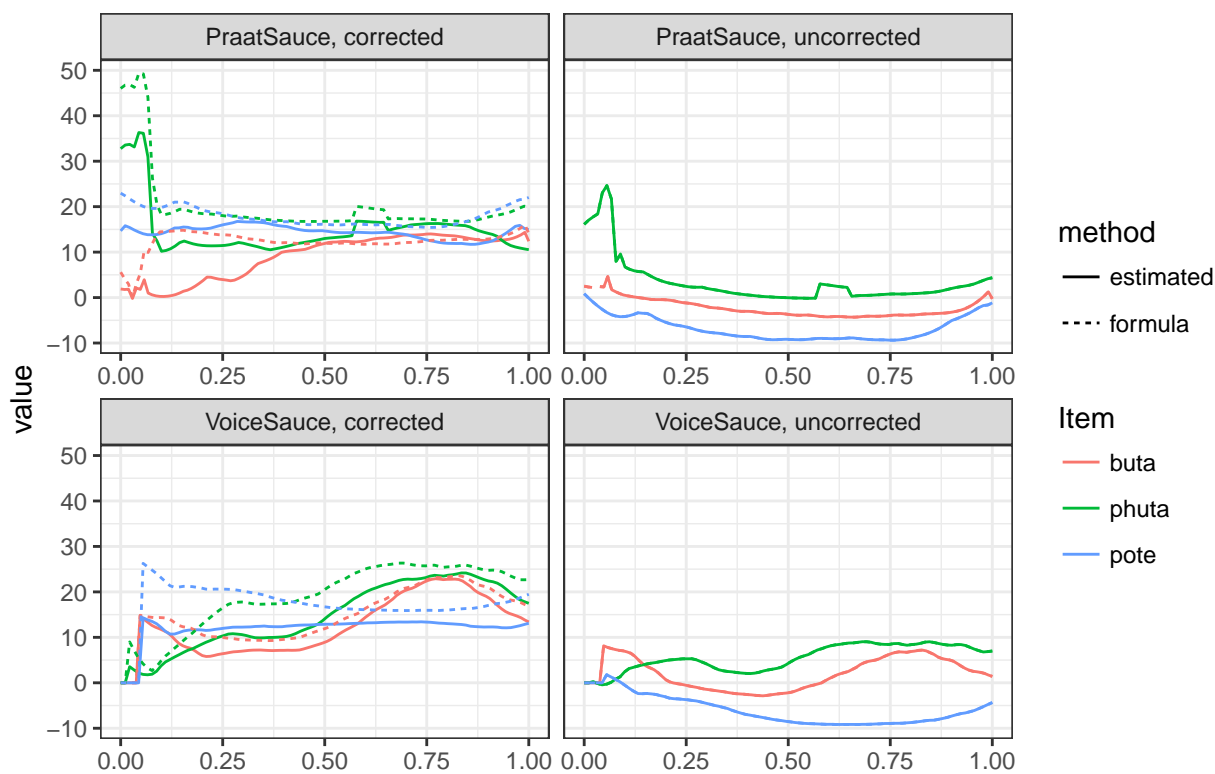 PraatSauce, corrected
PraatSauce, uncorrected
50
40
30
20
10
0
−10
0.00 0.25 0.50 0.75 1.00
0.00 0.25 0.50 0.75 1.00
value
VoiceSauce, corrected
VoiceSauce, uncorrected
50
40
30
20
10
0
−10
0.00 0.25 0.50 0.75 1.00
0.00 0.25 0.50 0.75 1.00
method
estimated
formula
Item
buta
phuta
pote